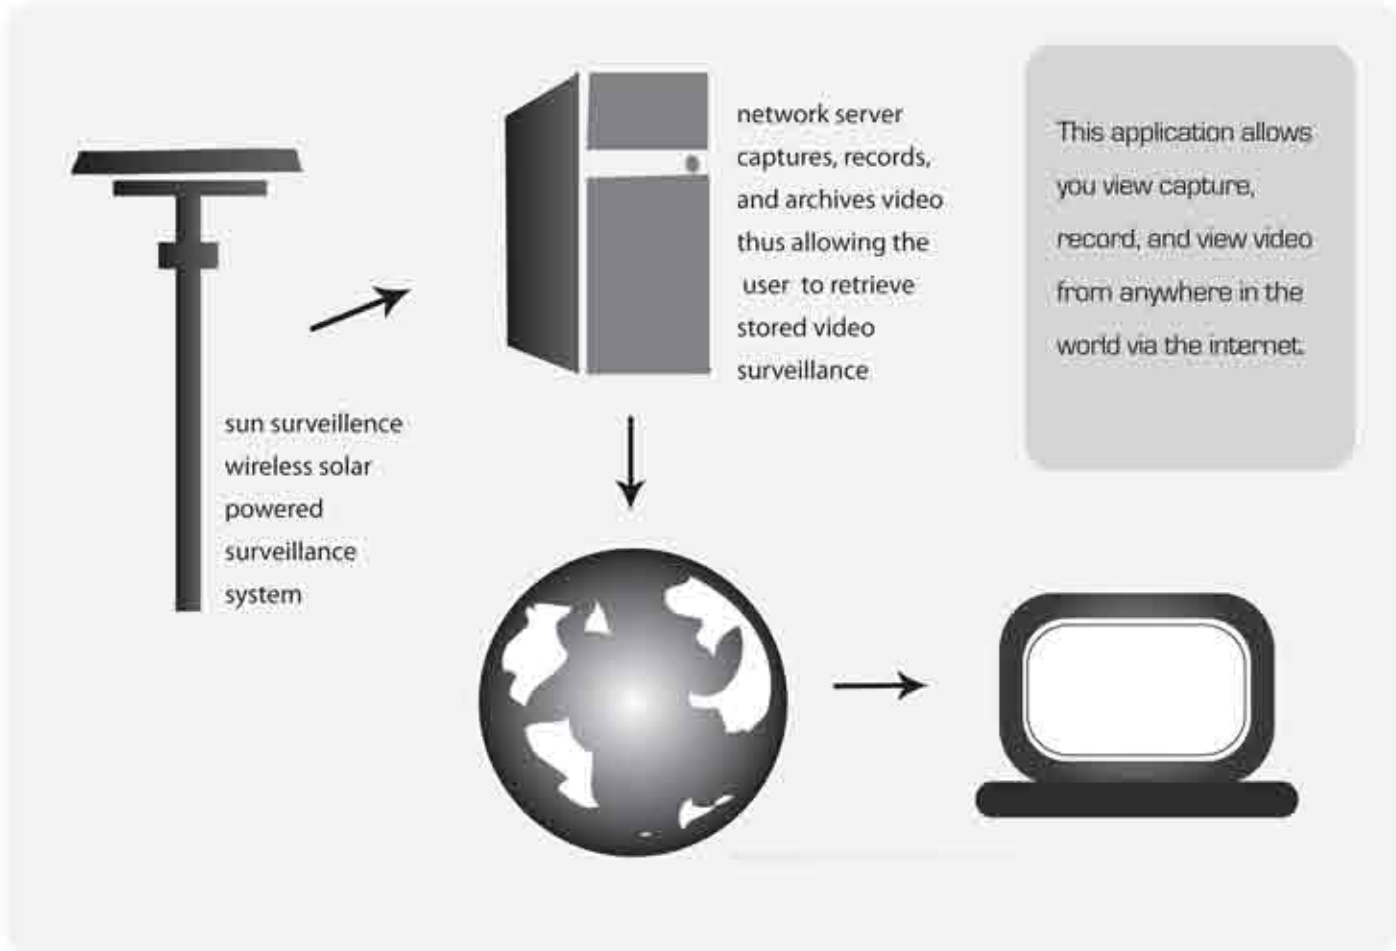 sun surveillence
wireless solar
powered
surveillance
system
network server
captures, records,
and archives video
thus allowing the
user to retrieve
stored video
surveillance
This application allows
you view capture,
record, and view video
from anywhere in the
world via the internet.